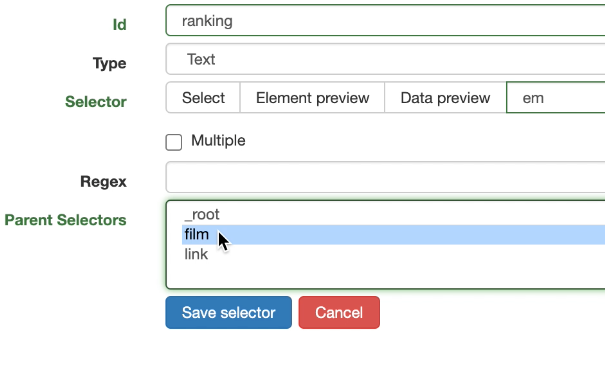 Id ranking
Type Text
Selector Select Element preview Data preview em
Multiple
Regex
Parent Selectors _root
film
link
Save selector Cancel